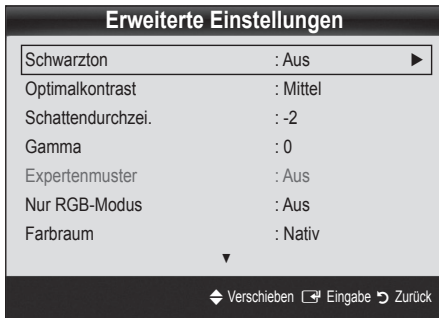 Erweiterte Einstellungen
Schwarzton : Aus ►
Optimalkontrast : Mittel
Schattendurchzei. : -2
Gamma : 0
Expertenmuster : Aus
Nur RGB-Modus : Aus
Farbraum : Nativ
▼
Verschieben Eingabe Zurück